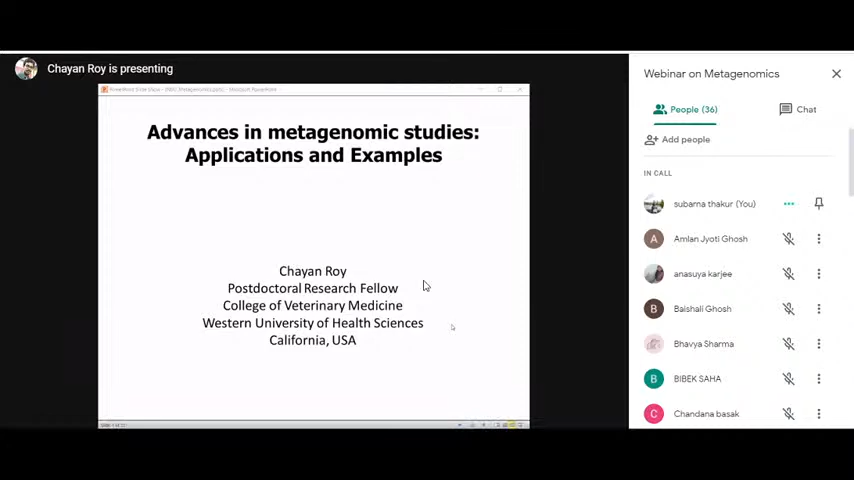 Chayan Roy is presenting
Advances in metagenomic studies:
Applications and Examples
Chayan Roy
Postdoctoral Research Fellow
College of Veterinary Medicine
Western University of Health Sciences
California, USA
Webinar on Metagenomics
People (36)
Chat
Add people
IN CALL
subarna thakur (You)
A
Amlan Jyoti Ghosh
anasuya karjee
B
Baishali Ghosh
Bhavya Sharma
B
BIBEK SAHA
C
Chandana basak